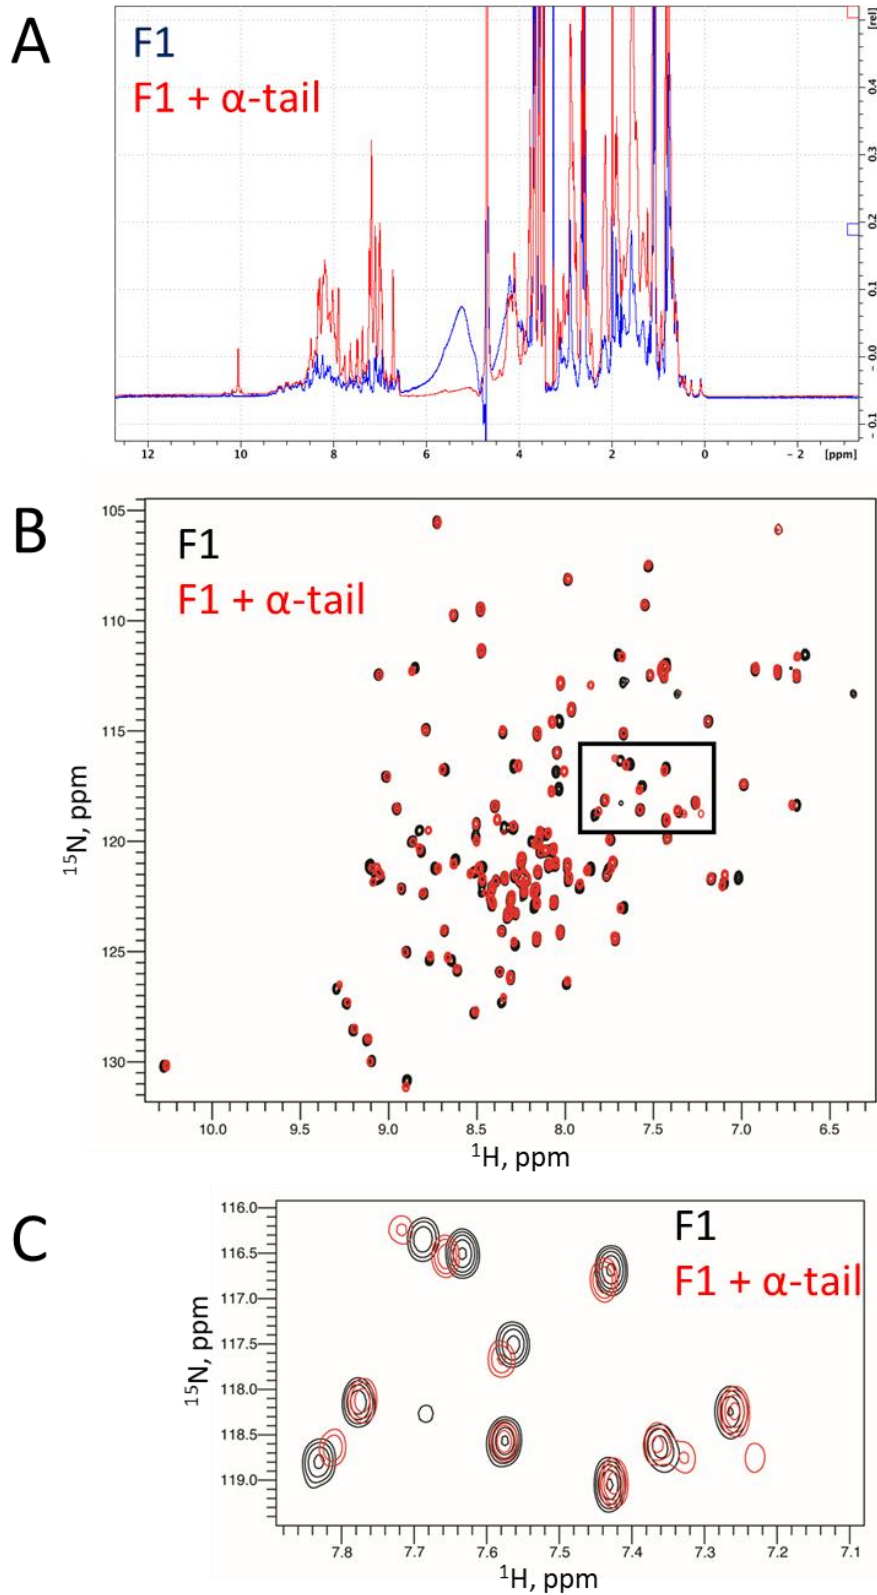 A
F1
F1 + α-tail
[rel]
0.4
0.3
0.2
0.1
- 0.0
- 0.1
12 10 8 6 4 2 0 - 2 [ppm]
B
F1
F1 + α-tail
105
110
115
120
125
130
15N, ppm
10.0 9.5 9.0 8.5 8.0 7.5 7.0 6.5
1H, ppm
C
F1
F1 + α-tail
116.0
116.5
117.0
117.5
118.0
118.5
119.0
15N, ppm
7.8 7.7 7.6 7.5 7.4 7.3 7.2 7.1
1H, ppm